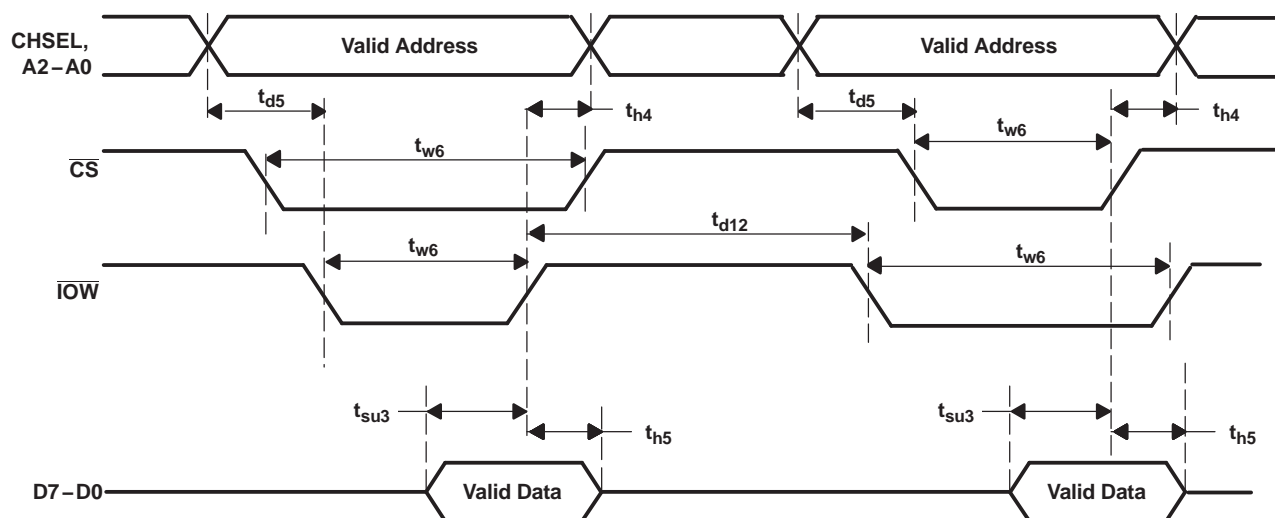 CHSEL,
A2–A0
Valid Address
Valid Address
td5
th4
td5
th4
tw6
tw6
CS
td12
tw6
tw6
IOW
tsu3
th5
tsu3
th5
D7–D0
Valid Data
Valid Data